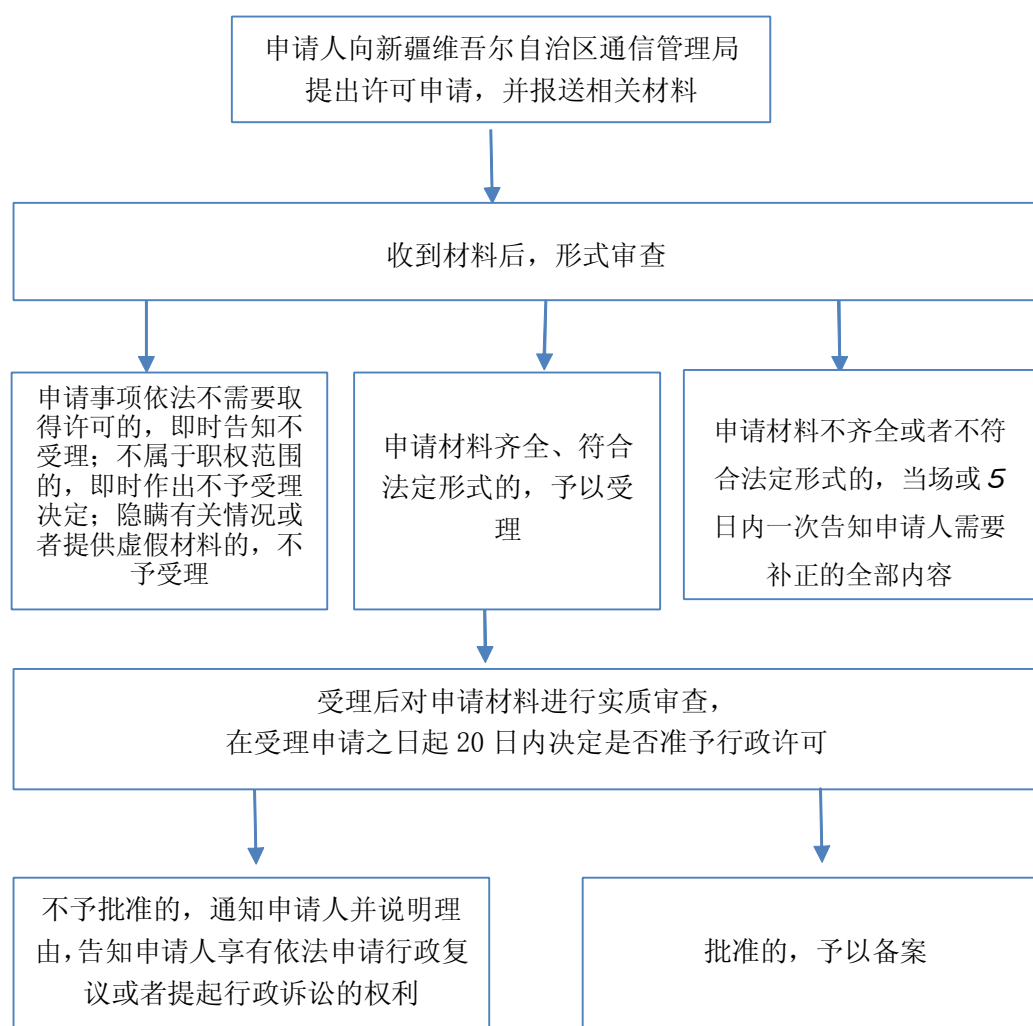 申请人向新疆维吾尔自治区通信管理局
提出许可申请，并报送相关材料
收到材料后，形式审查
申请事项依法不需要取
得许可的，即时告知不
受理；不属于职权范围
的，即时作出不予受理
决定；隐瞒有关情况或
者提供虚假材料的，不
予受理
申请材料齐全、符合
法定形式的，予以受
理
申请材料不齐全或者不符
合法定形式的，当场或 5
日内一次告知申请人需要
补正的全部内容
受理后对申请材料进行实质审查，
在受理申请之日起 20 日内决定是否准予行政许可
不予批准的，通知申请人并说明理
由，告知申请人享有依法申请行政复
议或者提起行政诉讼的权利
批准的，予以备案